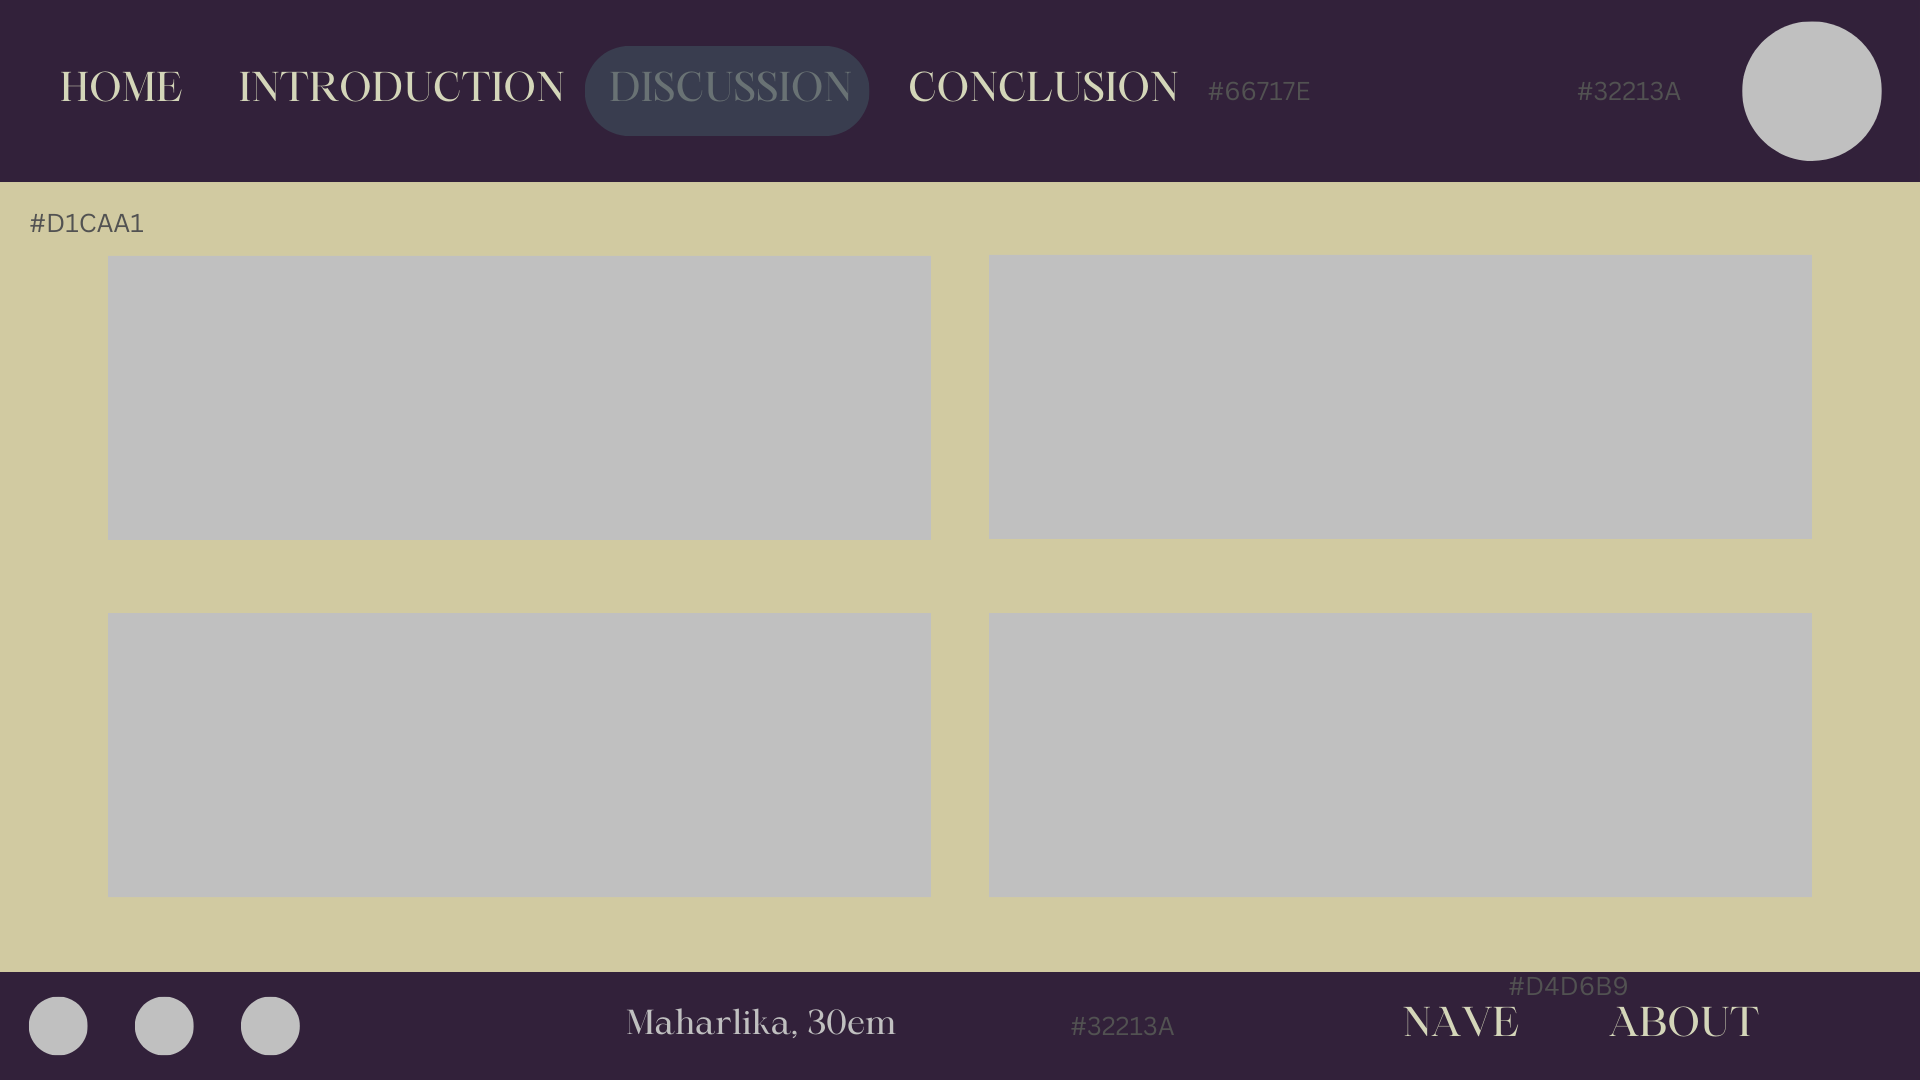 HOME INTRODUCTION DISCUSSION CONCLUSION #66717E #32213A
#D1CAA1
#D4D6B9
Maharlika, 30em #32213A NAVE ABOUT